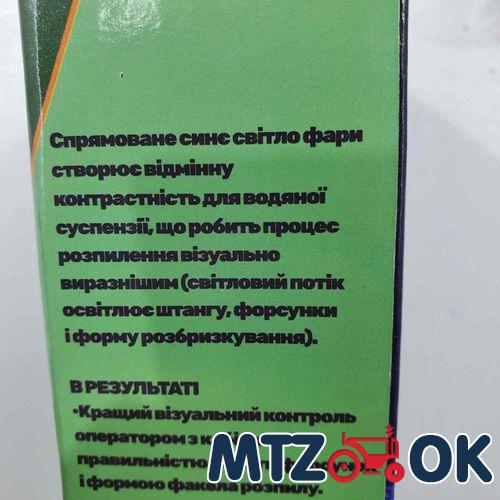 Спрямоване синє світло фари
створює відмінну
контрастність для водяної
суспензії, що робить процес
розпилення візуально
виразнішим (світловий потік
освітлює штангу, форсунки
і форму розбризкування).
В РЕЗУЛЬТАТІ
•Кращий візуальний контроль
оператором з
правильністю
і формою факела розпилу.
MTZ OK